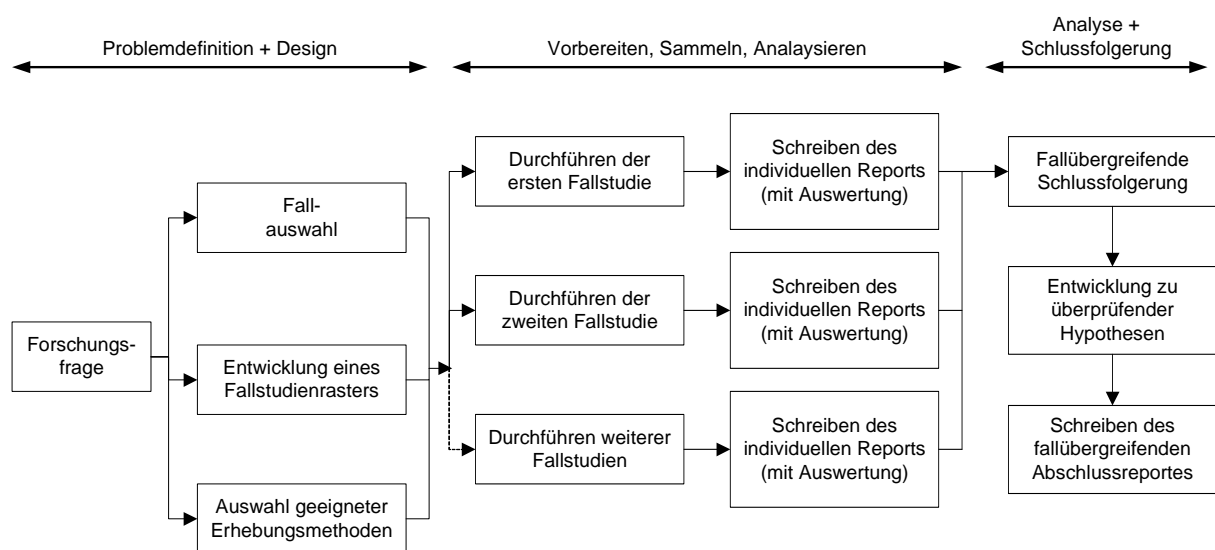 Problemdefinition + Design
Vorbereiten, Sammeln, Analaysieren
Analyse +
Schlussfolgerung
Forschungs-
frage
Fall-
auswahl
Entwicklung eines
Fallstudienrasters
Auswahl geeigneter
Erhebungsmethoden
Durchführen der
ersten Fallstudie
Schreiben des
individuellen Reports
(mit Auswertung)
Durchführen der
zweiten Fallstudie
Schreiben des
individuellen Reports
(mit Auswertung)
Durchführen weiterer
Fallstudien
Schreiben des
individuellen Reports
(mit Auswertung)
Fallübergreifende
Schlussfolgerung
Entwicklung zu
überprüfender
Hypothesen
Schreiben des
fallübergreifenden
Abschlussreportes